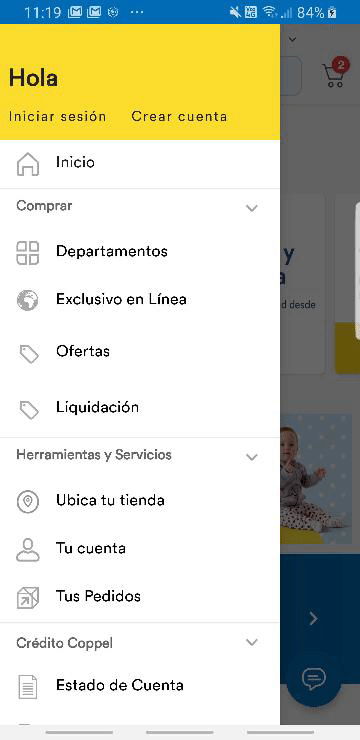 11:19 84%
2
Hola
Iniciar sesión Crear cuenta
Inicio
Comprar
Departamentos
Exclusivo en Línea
Ofertas
Liquidación
Herramientas y Servicios
Ubica tu tienda
Tu cuenta
Tus Pedidos
Crédito Coppel
Estado de Cuenta
y
a
d desde